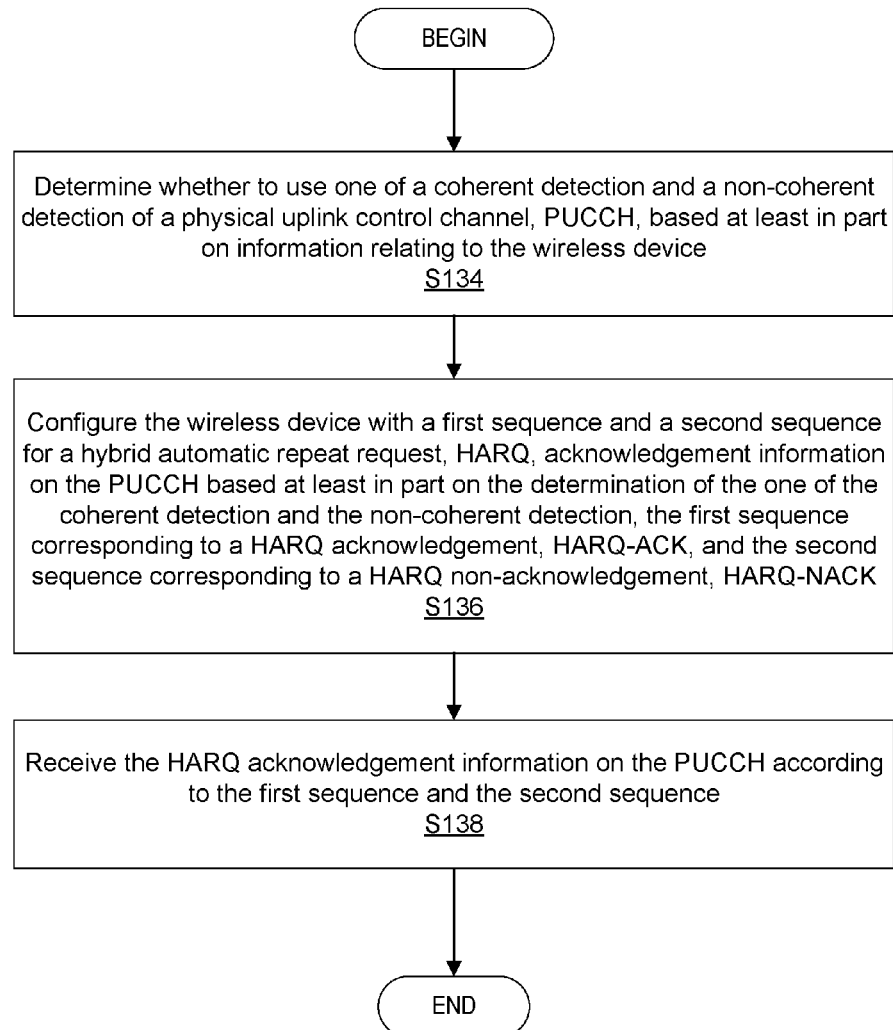 BEGIN
Determine whether to use one of a coherent detection and a non-coherent
detection of a physical uplink control channel, PUCCH, based at least in part
on information relating to the wireless device
S134
Configure the wireless device with a first sequence and a second sequence
for a hybrid automatic repeat request, HARQ, acknowledgement information
on the PUCCH based at least in part on the determination of the one of the
coherent detection and the non-coherent detection, the first sequence
corresponding to a HARQ acknowledgement, HARQ-ACK, and the second
sequence corresponding to a HARQ non-acknowledgement, HARQ-NACK
S136
Receive the HARQ acknowledgement information on the PUCCH according
to the first sequence and the second sequence
S138
END